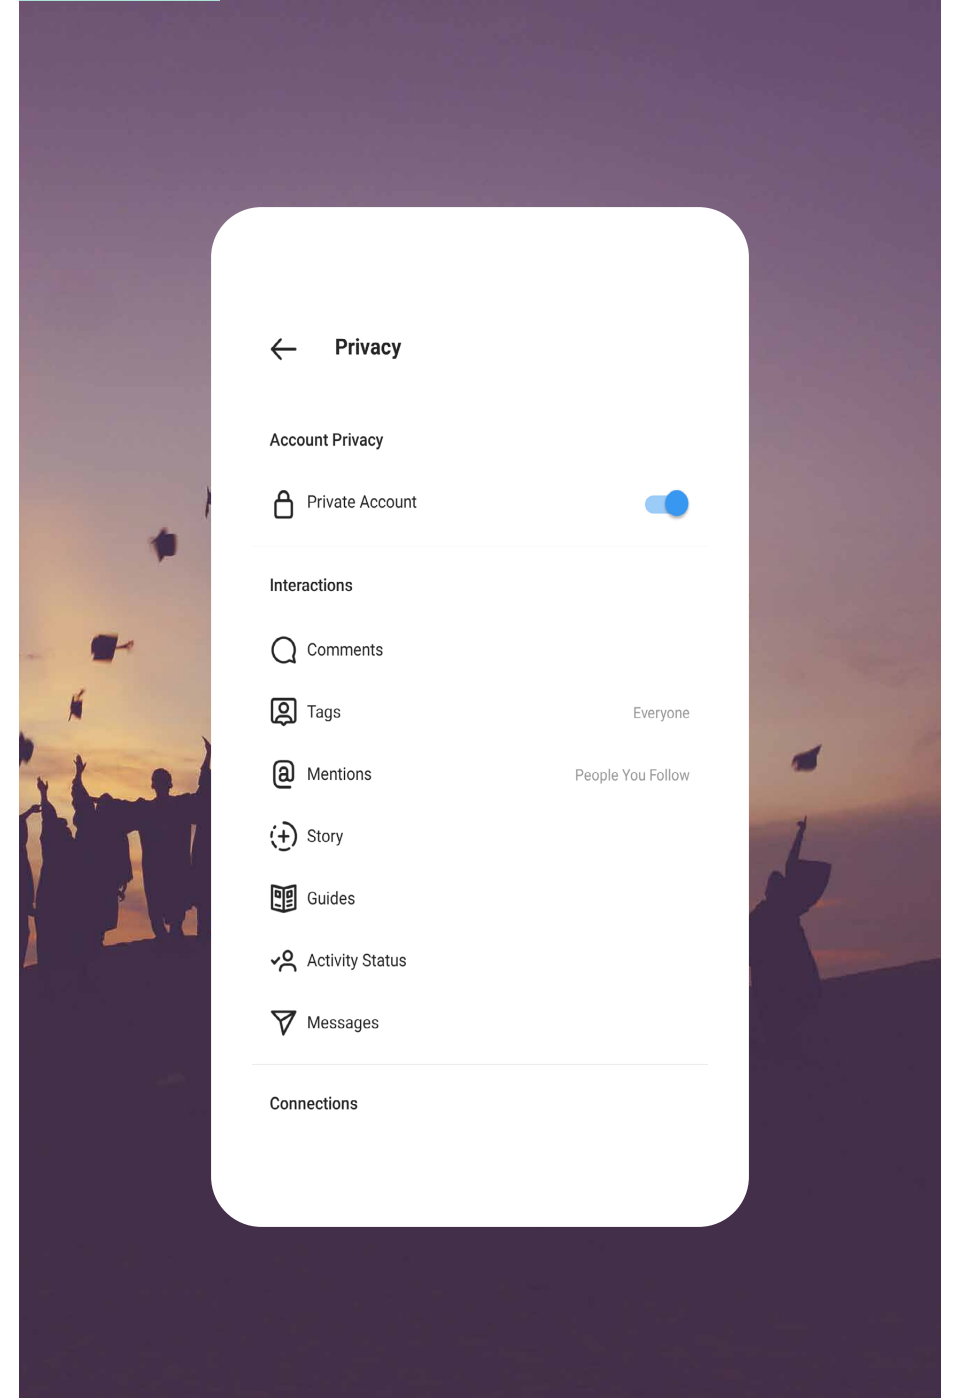 Privacy
Account Privacy
Private Account
Interactions
Comments
Tags Everyone
Mentions People You Follow
Story
Guides
Activity Status
Messages
Connections